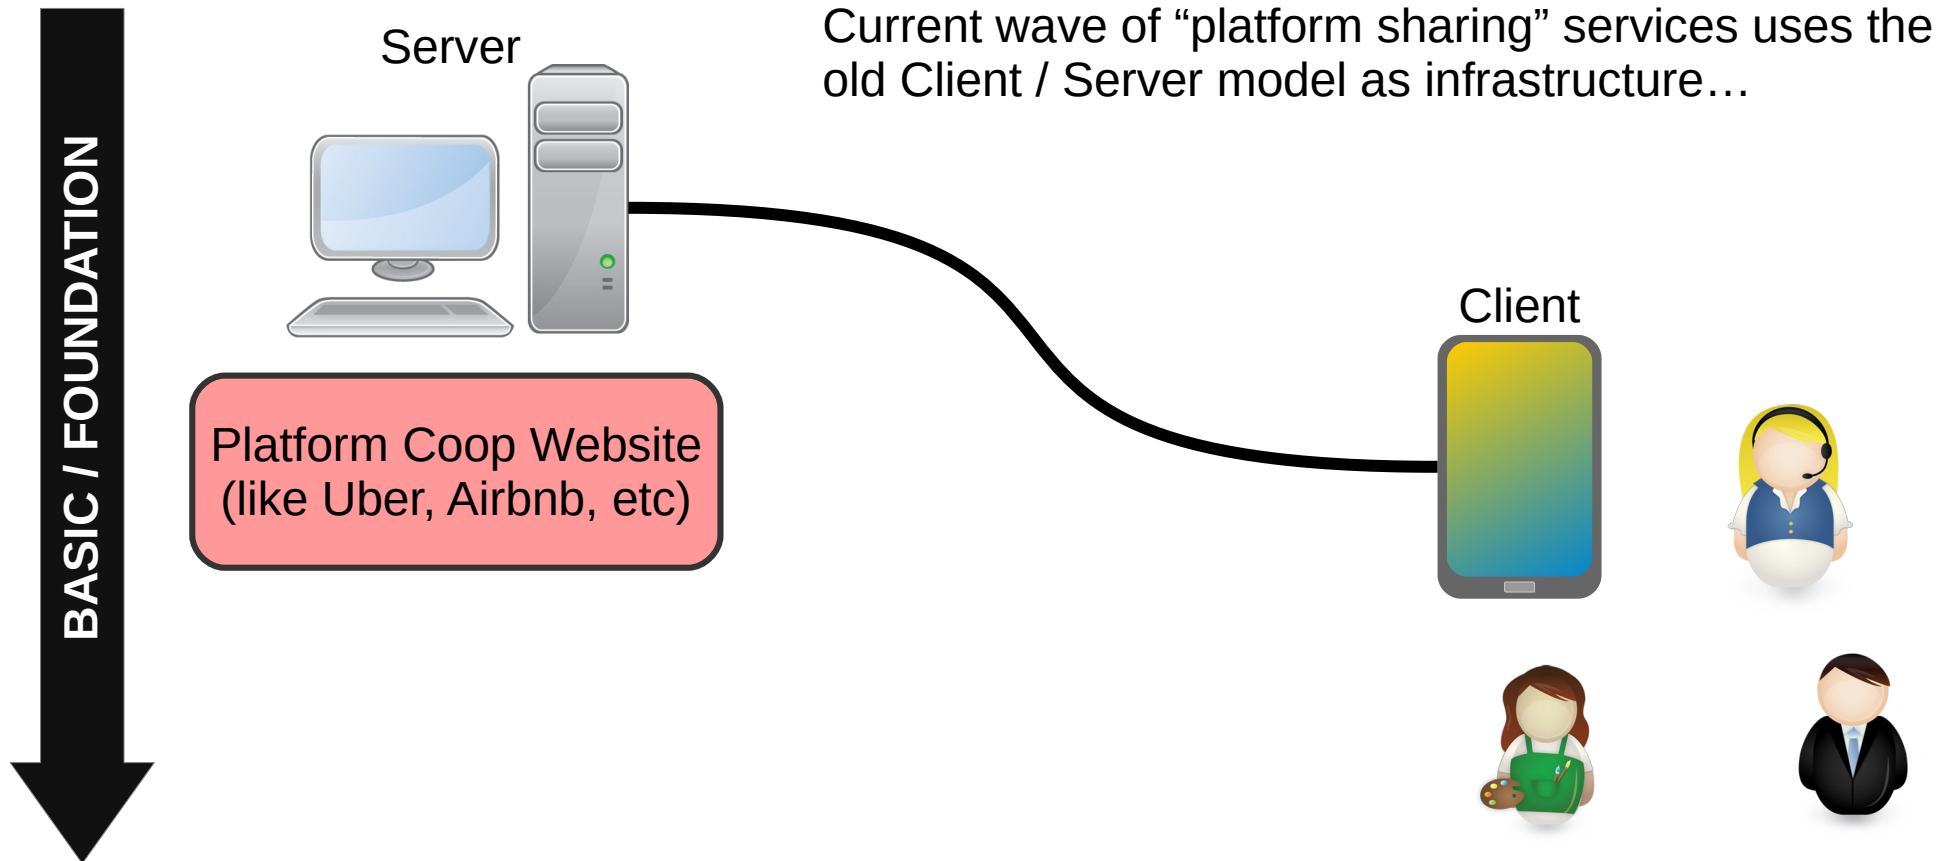 Server
Current wave of “platform sharing” services uses the
old Client / Server model as infrastructure…
BASIC / FOUNDATION
Client
Platform Coop Website
(like Uber, Airbnb, etc)